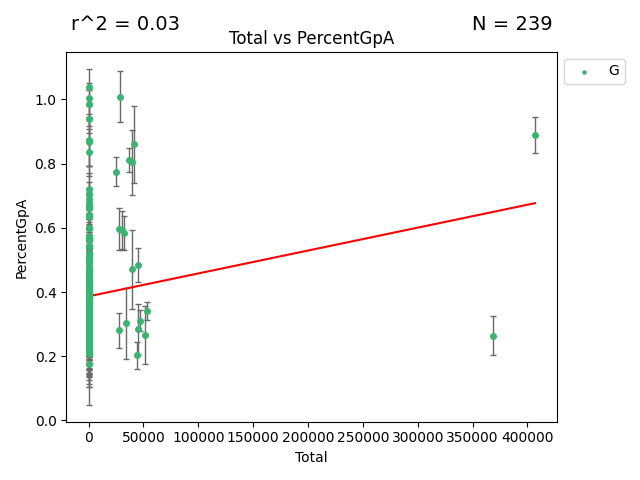 r^2 = 0.03
N = 239
Total vs PercentGpA
G
PercentGpA
1.0
0.8
0.6
0.4
0.2
0.0
0
50000
100000
150000
200000
250000
300000
350000
400000
Total